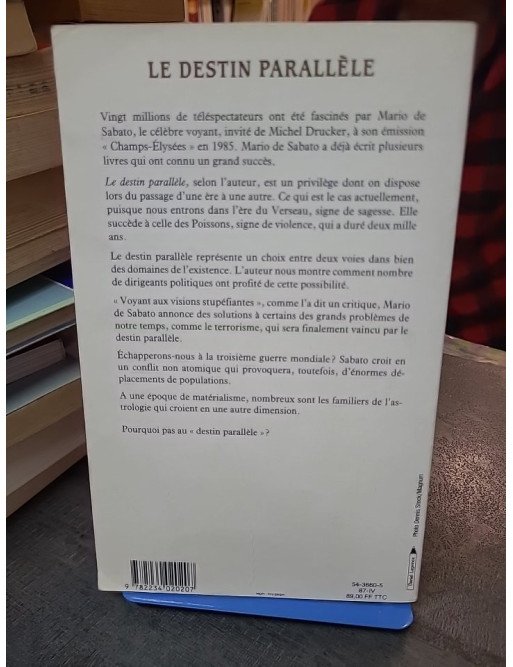 LE DESTIN PARALLÈLE
Vingt millions de téléspectateurs ont été fascinés par Mario de
Sabato, le célèbre voyant, invité de Michel Drucker, à son émission
« Champs-Élysées » en 1985. Mario de Sabato a déjà écrit plusieurs
livres qui ont connu un grand succès.
Le destin parallèle, selon l'auteur, est un privilège dont on dispose
lors du passage d'une ère à une autre. Ce qui est le cas actuellement,
puisque nous entrons dans l'ère du Verseau, signe de sagesse. Elle
succède à celle des Poissons, signe de violence, qui a duré deux mille
ans.
Le destin parallèle représente un choix entre deux voies dans bien
des domaines de l'existence. L'auteur nous montre comment nombre
de dirigeants politiques ont profité de cette possibilité.
« Voyant aux visions stupéfiantes », comme l'a dit un critique, Mario
de Sabato annonce des solutions à certains des grands problèmes de
notre temps, comme le terrorisme, qui sera finalement vaincu par le
destin parallèle.
Échapperons-nous à la troisième guerre mondiale? Sabato croit en
un conflit non atomique qui provoquera, toutefois, d'énormes dé-
placements de populations.
A une époque de matérialisme, nombreux sont les familiers de l'as-
trologie qui croient en une autre dimension.
Pourquoi pas au « destin parallèle »?
Photo Dennis Stock/Magnum
9 782234 020207
54-3660-5
87-IV
89,00 FF TTC